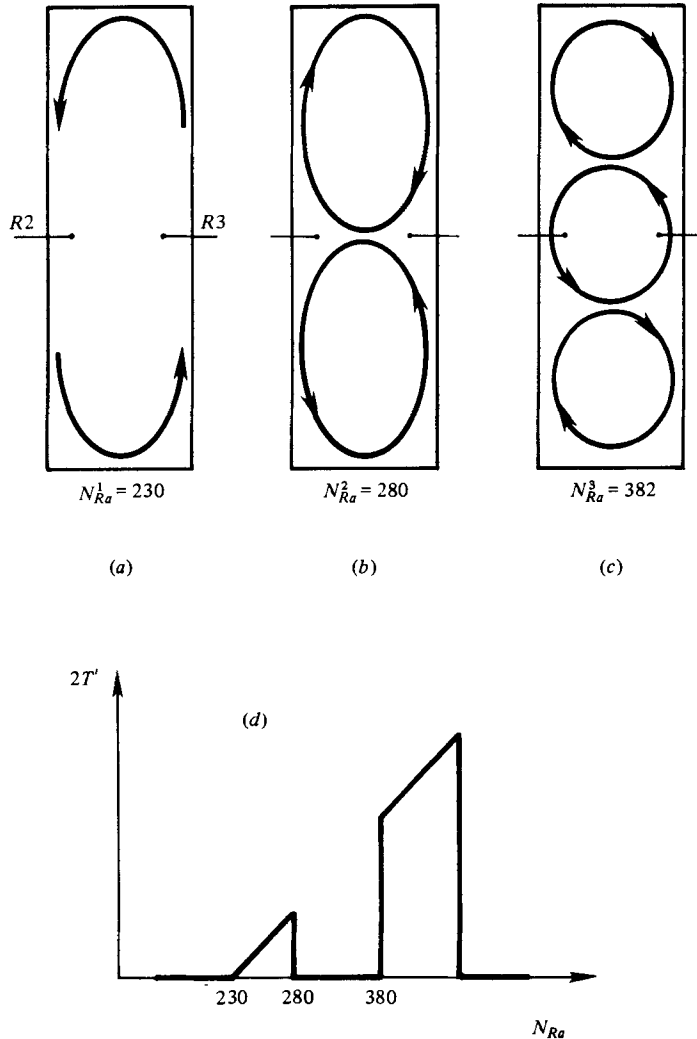 R2 R3
N¹Ra = 230 N²Ra = 280 N³Ra = 382
(a) (b) (c)
2T'
(d)
230 280 380
NRa